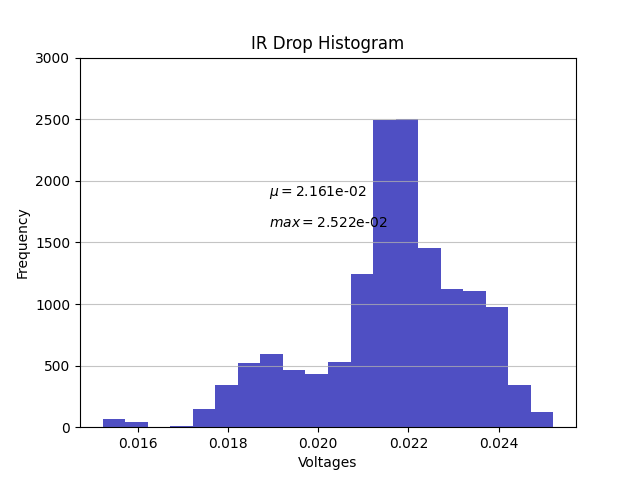 IR Drop Histogram
3000
2500
2000
1500
1000
500
0
Frequency
μ = 2.161e-02
max = 2.522e-02
0.016 0.018 0.020 0.022 0.024
Voltages